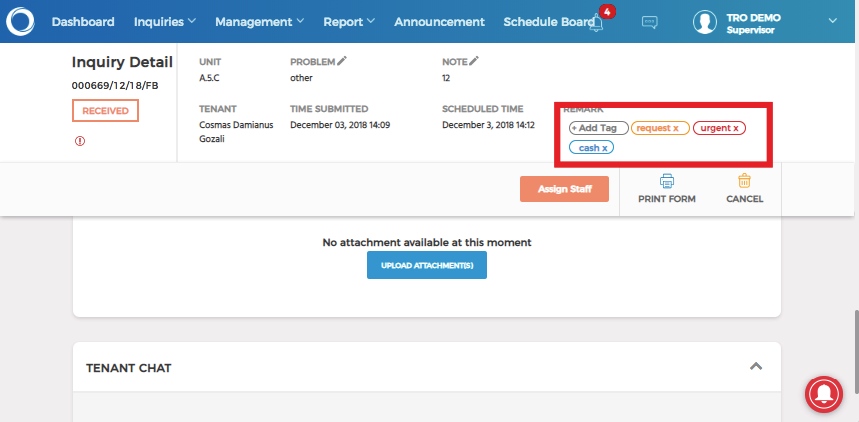 Dashboard Inquiries Management Report Announcement Schedule Board 4 TRO DEMO
Supervisor
Inquiry Detail
000669/12/18/FB
RECEIVED
UNIT
A.5.C
PROBLEM
other
NOTE
12
TENANT
Cosmas Damianus
Gozali
TIME SUBMITTED
December 03, 2018 14:09
SCHEDULED TIME
December 3, 2018 14:12
REMARK
+ Add Tag request x urgent x
cash x
Assign Staff
PRINT FORM
CANCEL
No attachment available at this moment
UPLOAD ATTACHMENT(S)
TENANT CHAT